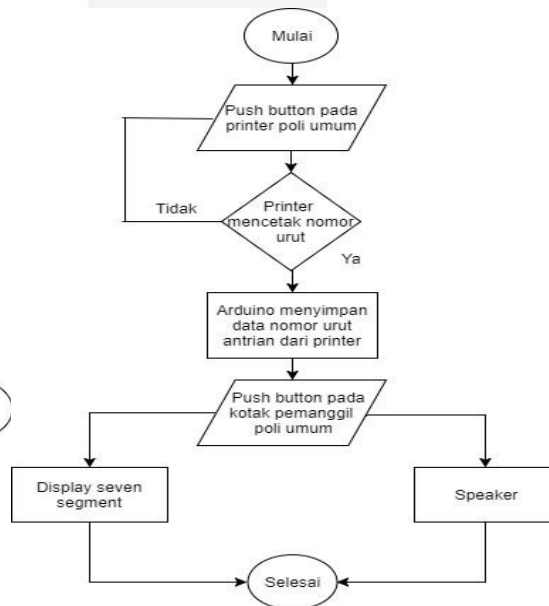 Mulai
Push button pada
printer poli umum
Printer
mencetak nomor
urut
Tidak
Ya
Arduino menyimpan
data nomor urut
antrian dari printer
Push button pada
kotak pemanggil
poli umum
Display seven
segment
Speaker
Selesai